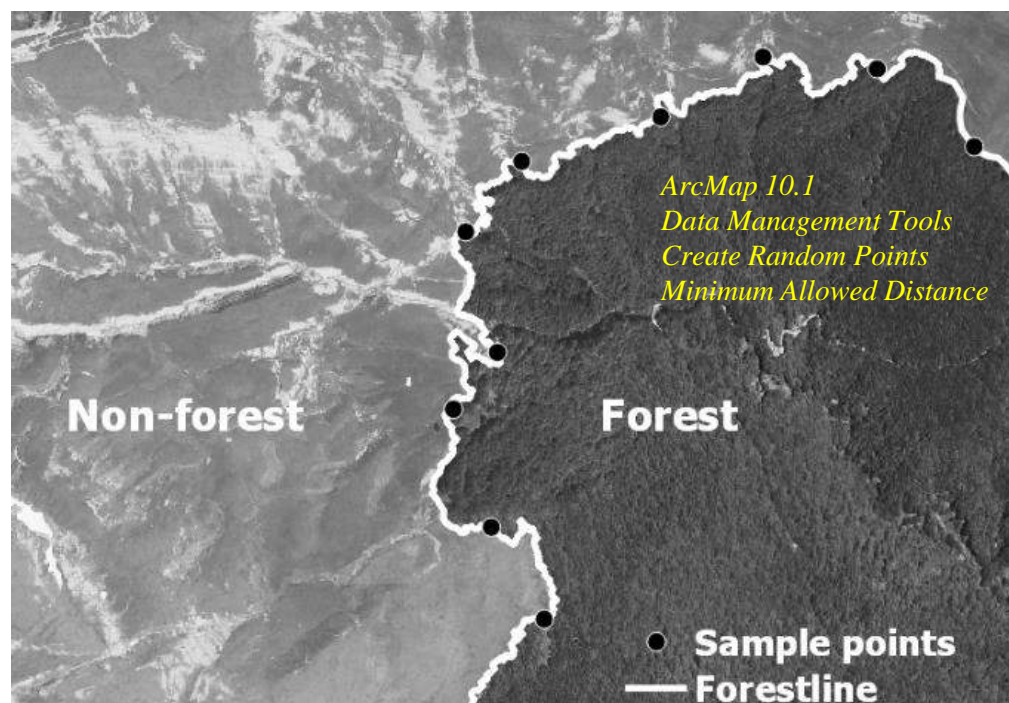 ArcMap 10.1
Data Management Tools
Create Random Points
Minimum Allowed Distance
Non-forest
Forest
Sample points
Forestline